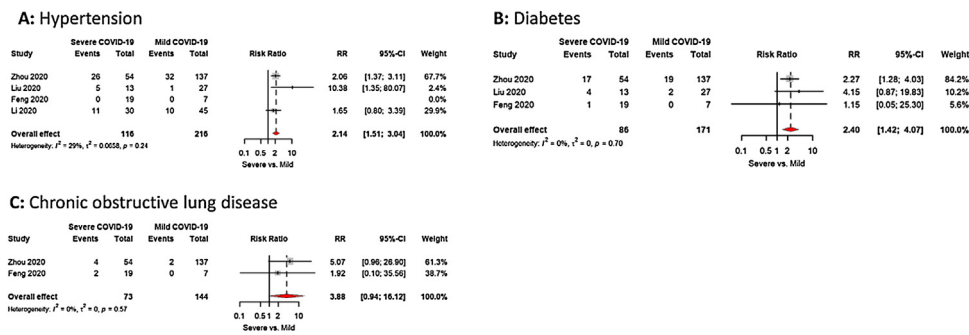 A: Hypertension
Severe COVID-19 Mild COVID-19
Study Events Total Events Total Risk Ratio RR 95%-CI Weight
Zhou 2020 26 54 32 137 2.06 [1.37; 3.11] 67.7%
Liu 2020 5 13 1 27 10.38 [1.35; 80.07] 2.4%
Feng 2020 0 19 0 7 0.0%
Li 2020 11 30 10 45 1.65 [0.80; 3.39] 29.9%
Overall effect 116 216 2.14 [1.51; 3.04] 100.0%
Heterogeneity: I² = 29%, τ² = 0.0658, p = 0.24
0.1 0.5 1 2 10
Severe vs. Mild
B: Diabetes
Severe COVID-19 Mild COVID-19
Study Events Total Events Total Risk Ratio RR 95%-CI Weight
Zhou 2020 17 54 19 137 2.27 [1.28; 4.03] 84.2%
Liu 2020 4 13 2 27 4.15 [0.87; 19.83] 10.2%
Feng 2020 1 19 0 7 1.15 [0.05; 25.30] 5.6%
Overall effect 86 171 2.40 [1.42; 4.07] 100.0%
Heterogeneity: I² = 0%, τ² = 0, p = 0.70
0.1 0.5 1 2 10
Severe vs. Mild
C: Chronic obstructive lung disease
Severe COVID-19 Mild COVID-19
Study Events Total Events Total Risk Ratio RR 95%-CI Weight
Zhou 2020 4 54 2 137 5.07 [0.96; 26.90] 61.3%
Feng 2020 2 19 0 7 1.92 [0.10; 35.56] 38.7%
Overall effect 73 144 3.88 [0.94; 16.12] 100.0%
Heterogeneity: I² = 0%, τ² = 0, p = 0.57
0.1 0.5 1 2 10
Severe vs. Mild